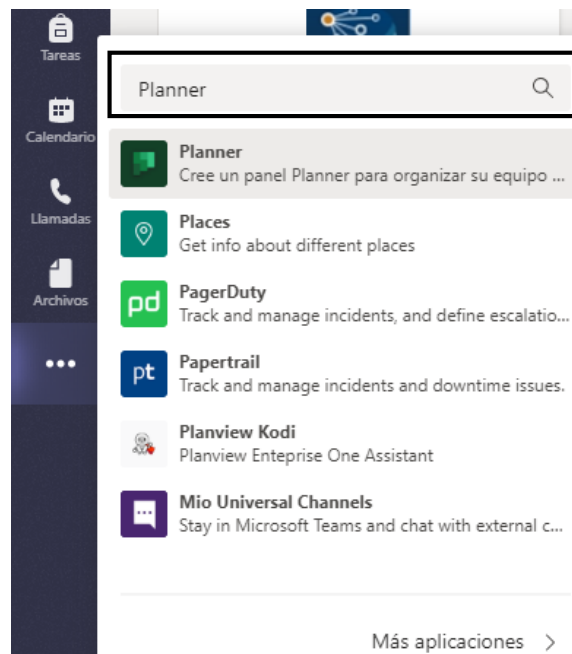 Tareas
Calendario
Llamadas
Archivos
Planner
Planner
Cree un panel Planner para organizar su equipo ...
Places
Get info about different places
pd
PagerDuty
Track and manage incidents, and define escalatio...
pt
Papertrail
Track and manage incidents and downtime issues.
Planview Kodi
Planview Enteprise One Assistant
Mio Universal Channels
Stay in Microsoft Teams and chat with external c...
Más aplicaciones